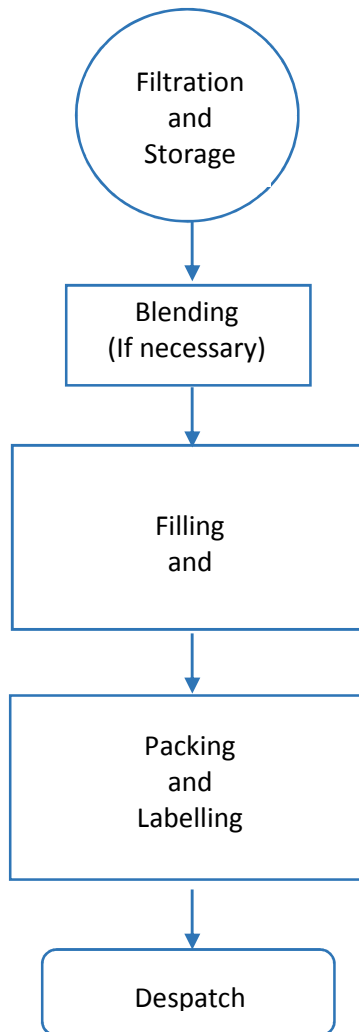 Filtration
and
Storage
Blending
(If necessary)
Filling
and
Packing
and
Labelling
Despatch